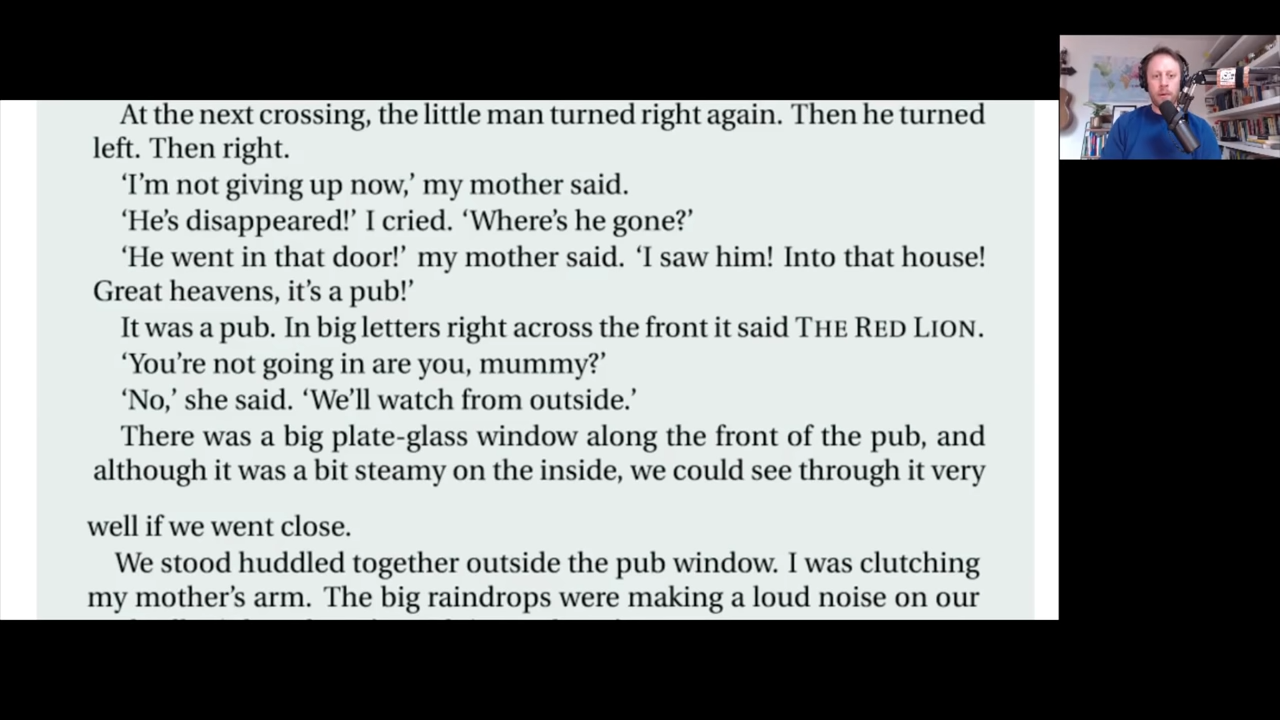 At the next crossing, the little man turned right again. Then he turned
left. Then right.
‘I’m not giving up now,’ my mother said.
‘He’s disappeared!’ I cried. ‘Where’s he gone?’
‘He went in that door!’ my mother said. ‘I saw him! Into that house!
Great heavens, it’s a pub!’
It was a pub. In big letters right across the front it said THE RED LION.
‘You’re not going in are you, mummy?’
‘No,’ she said. ‘We’ll watch from outside.’
There was a big plate-glass window along the front of the pub, and
although it was a bit steamy on the inside, we could see through it very
well if we went close.
We stood huddled together outside the pub window. I was clutching
my mother’s arm. The big raindrops were making a loud noise on our